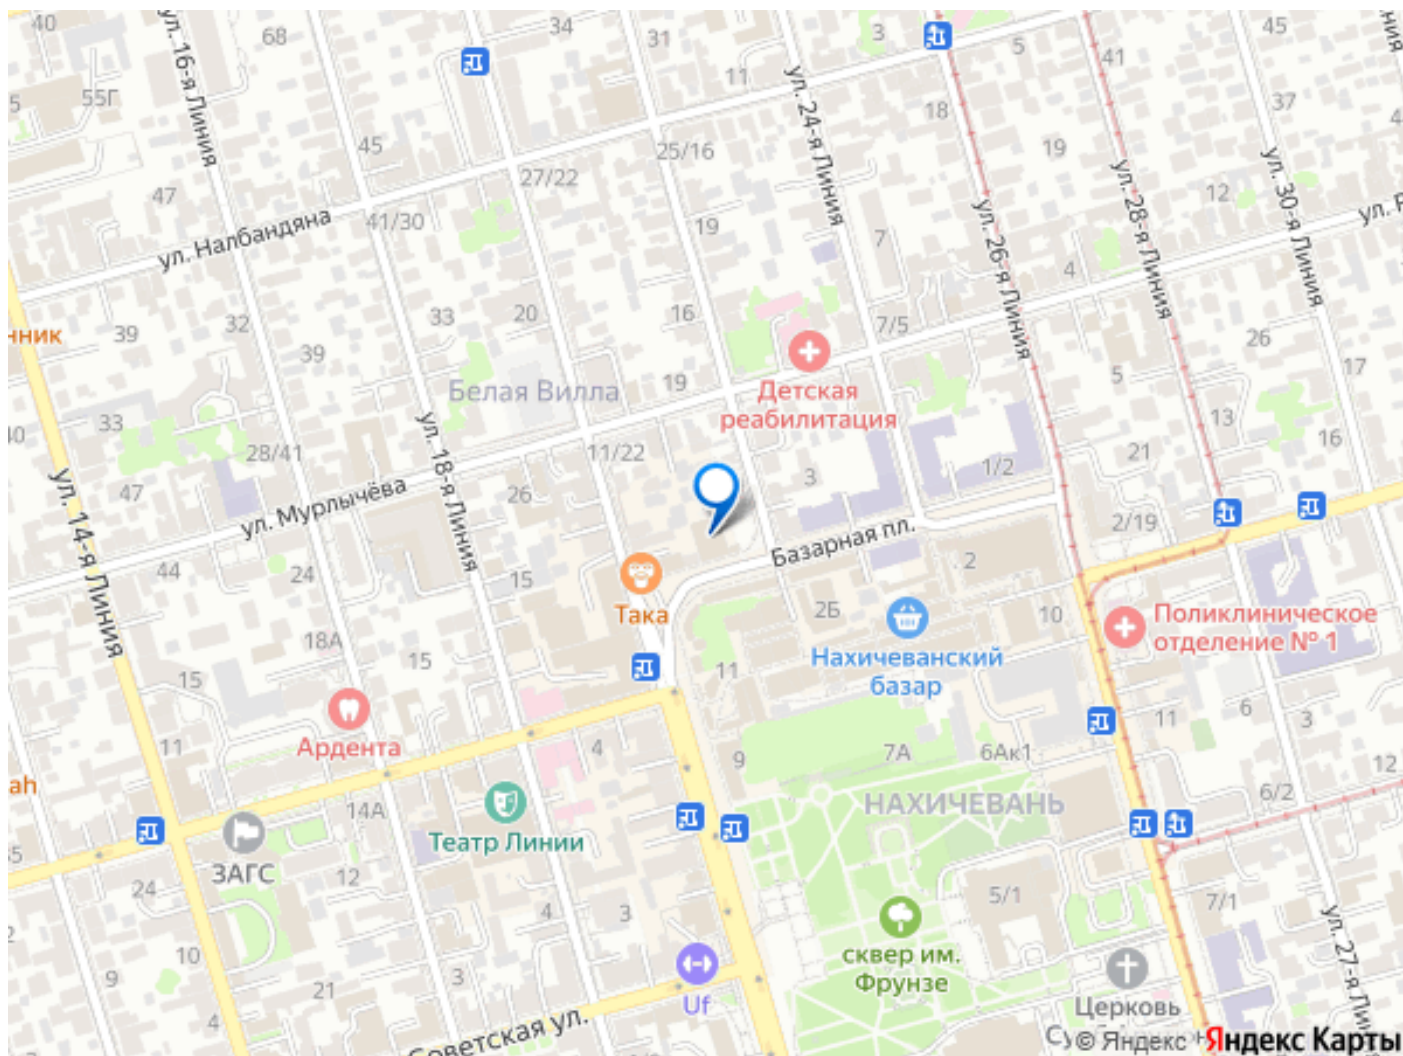 40
ул. 16-я Линия
68
34
31
3
5
45
41
11
ул. 24-я Линия
18
37
55Г
45
47
25/16
27/22
19
12
41/30
ул. Налбандяна
19
7
ул. 26-я Линия
ул. 28-я Линия
ул. 30-я Линия
4
39
32
33
20
16
7/5
26
39
17
Белая Вилла
19
Детская
реабилитация
5
33
13
16
28/41
11/22
21
47
26
3
1/2
ул. 14-я Линия
ул. Мурлычёва
ул. 18-я Линия
2/19
Базарная пл.
44
24
15
2
Така
2Б
10
Поликлиническое
отделение № 1
18А
15
Нахичеванский
базар
15
11
6
3
11
11
Ардента
4
9
7А
6Ак1
12
ah
14А
6/2
НАХИЧЕВАНЬ
Театр Линии
ЗАГС
12
24
4
3
5/1
7/1
ул. 27-я Лин
10
сквер им.
Фрунзе
9
21
3
Uf
Церковь
4
Советская ул.
© Яндекс
Яндекс Карты